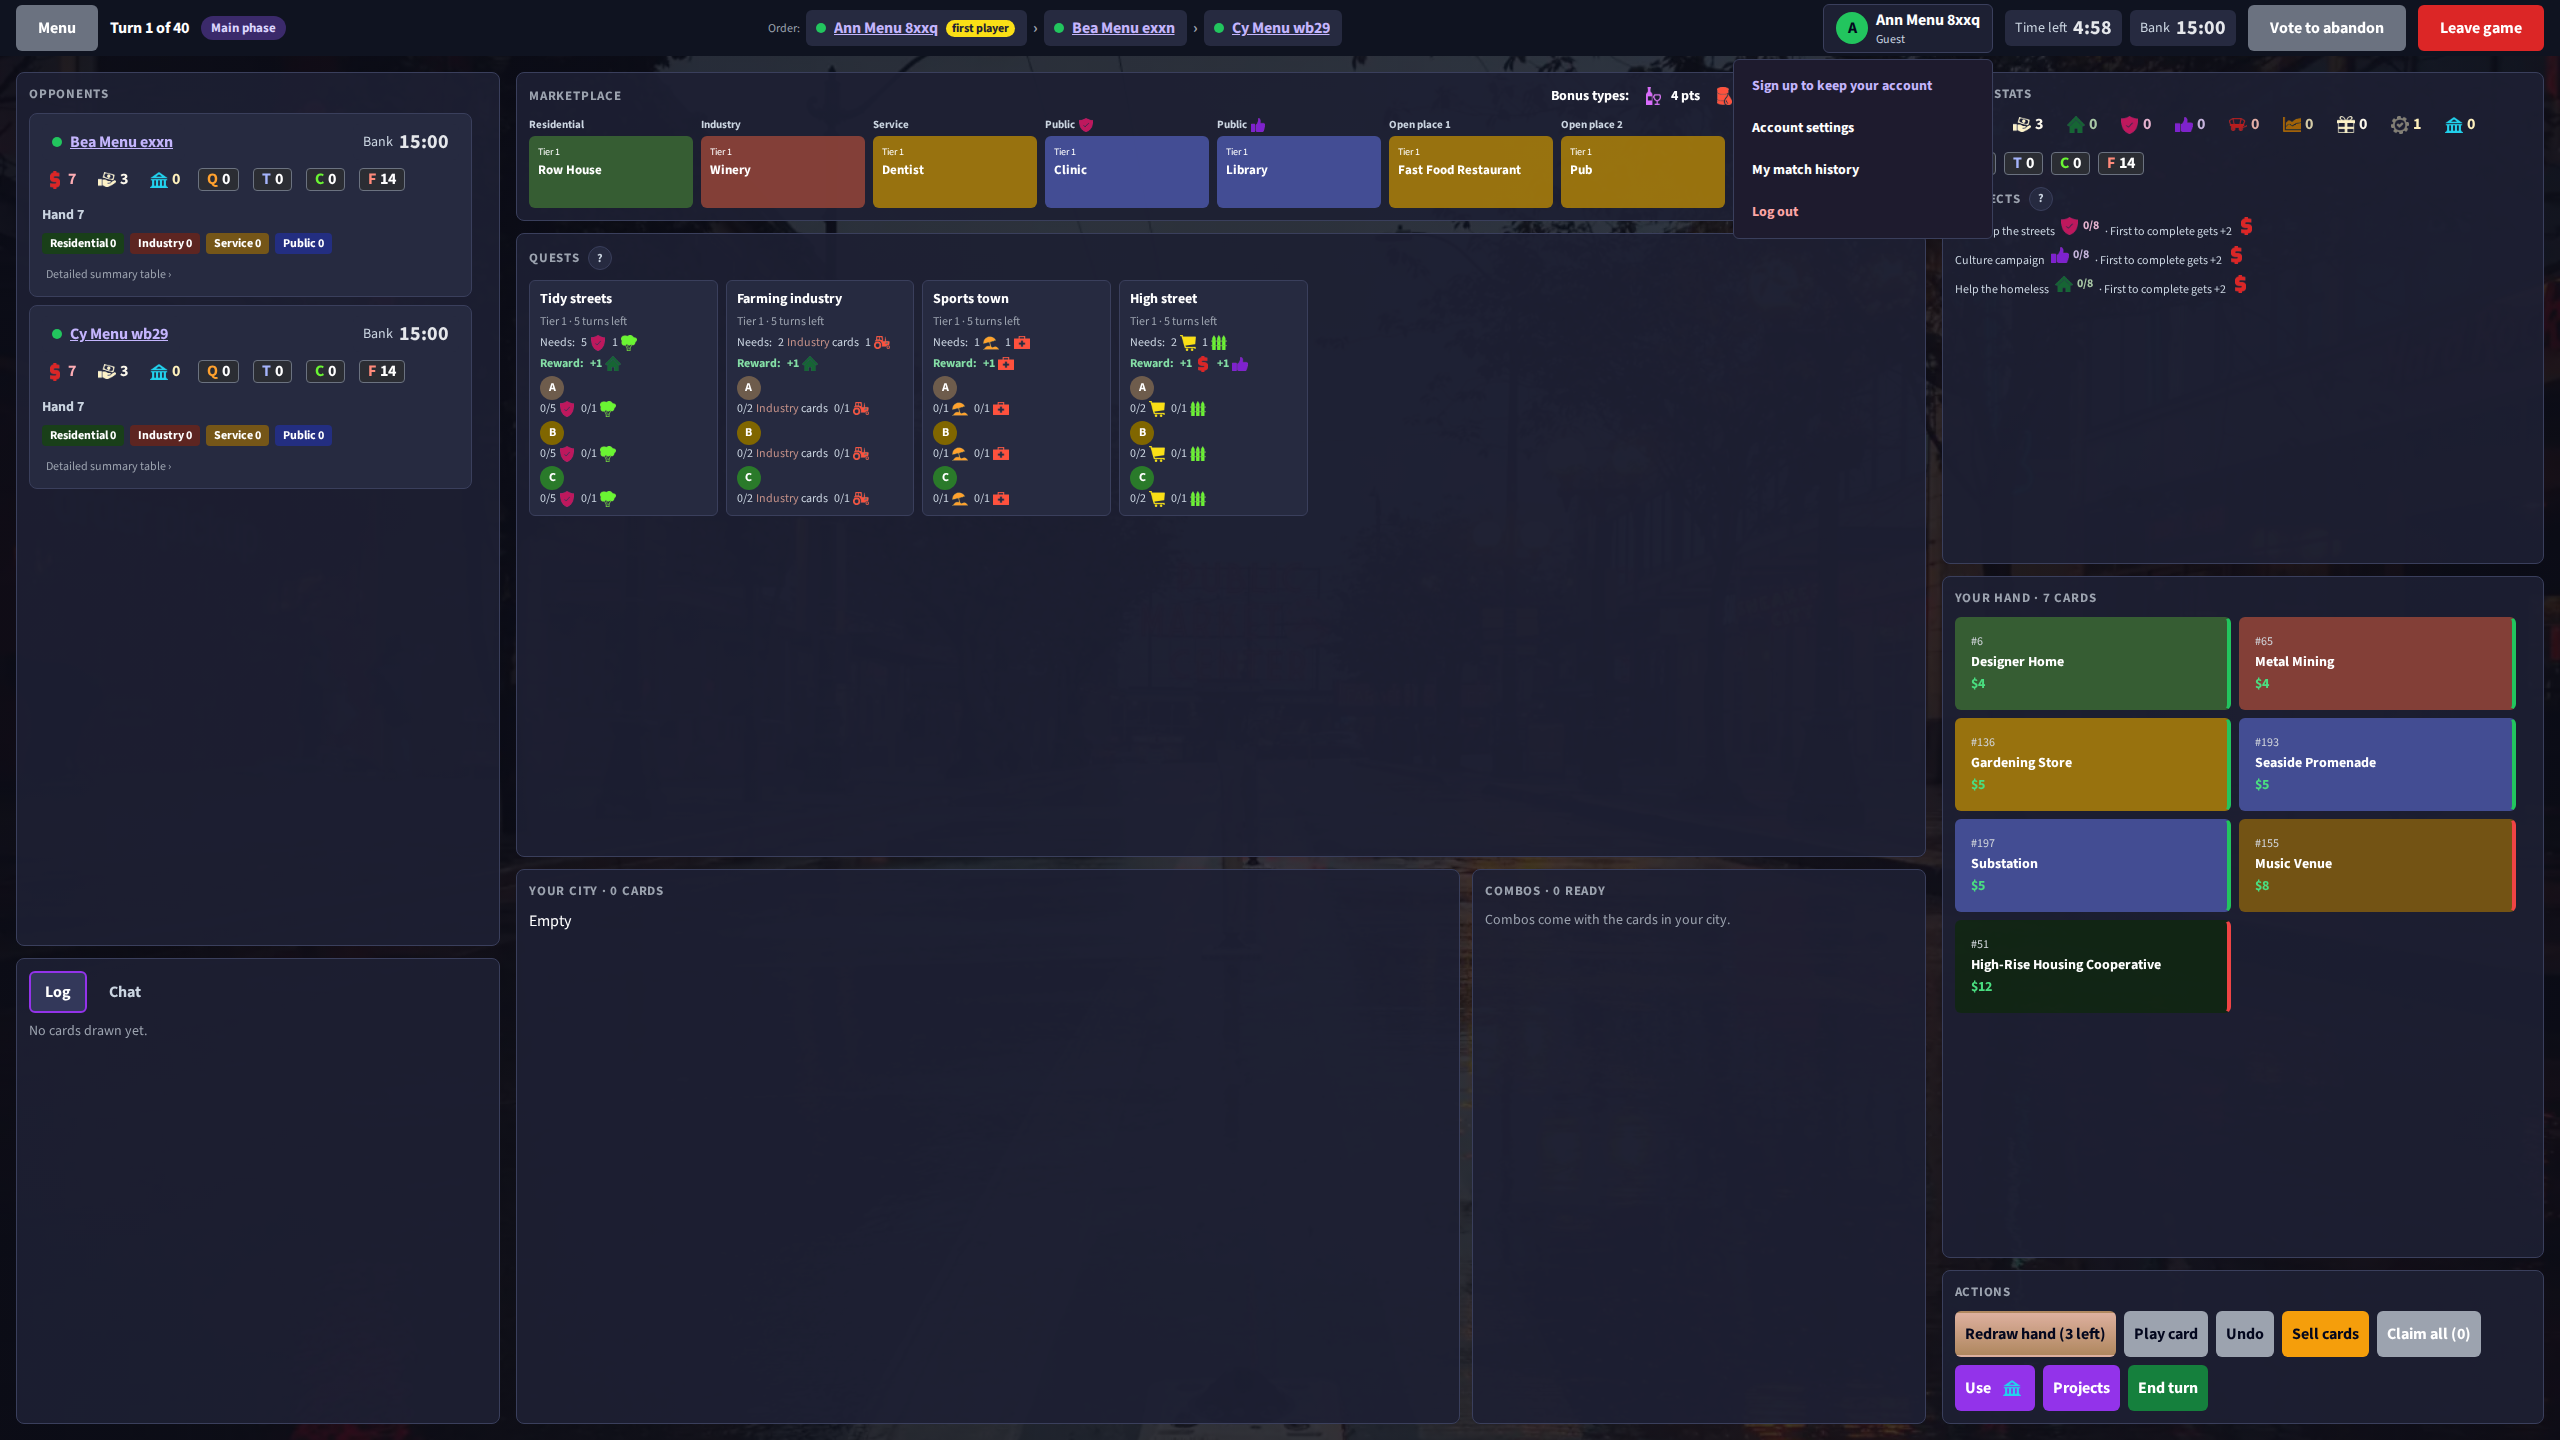 Menu Turn 1 of 40 Main phase Order: Ann Menu 8xxq first player › Bea Menu exxn › Cy Menu wb29 A Ann Menu 8xxq Guest Time left 4:58 Bank 15:00 Vote to abandon Leave game
OPPONENTS
Bea Menu exxn Bank 15:00
$ 7 3 0 Q 0 T 0 C 0 F 14
Hand 7
Residential 0 Industry 0 Service 0 Public 0
Detailed summary table ›
Cy Menu wb29 Bank 15:00
$ 7 3 0 Q 0 T 0 C 0 F 14
Hand 7
Residential 0 Industry 0 Service 0 Public 0
Detailed summary table ›
Log Chat
No cards drawn yet.
MARKETPLACE Bonus types: 4 pts
Residential Industry Service Public Public Open place 1 Open place 2
Tier 1 Tier 1 Tier 1 Tier 1 Tier 1 Tier 1 Tier 1
Row House Winery Dentist Clinic Library Fast Food Restaurant Pub
Sign up to keep your account
Account settings
My match history
Log out
QUESTS ?
Tidy streets
Tier 1 · 5 turns left
Needs: 5 1
Reward: +1
A
0/5 0/1
B
0/5 0/1
C
0/5 0/1
Farming industry
Tier 1 · 5 turns left
Needs: 2 Industry cards 1
Reward: +1
A
0/2 Industry cards 0/1
B
0/2 Industry cards 0/1
C
0/2 Industry cards 0/1
Sports town
Tier 1 · 5 turns left
Needs: 1 1
Reward: +1
A
0/1 0/1
B
0/1 0/1
C
0/1 0/1
High street
Tier 1 · 5 turns left
Needs: 2 1
Reward: +1 $ +1
A
0/2 0/1
B
0/2 0/1
C
0/2 0/1
YOUR CITY · 0 CARDS
Empty
COMBOS · 0 READY
Combos come with the cards in your city.
STATS
3 0 0 0 0 0 0 1 0
T 0 C 0 F 14
?
the streets 0/8 · First to complete gets +2 $
Culture campaign 0/8 · First to complete gets +2 $
Help the homeless 0/8 · First to complete gets +2 $
YOUR HAND · 7 CARDS
#6
Designer Home
$4
#65
Metal Mining
$4
#136
Gardening Store
$5
#193
Seaside Promenade
$5
#197
Substation
$5
#155
Music Venue
$8
#51
High-Rise Housing Cooperative
$12
ACTIONS
Redraw hand (3 left) Play card Undo Sell cards Claim all (0)
Use Projects End turn